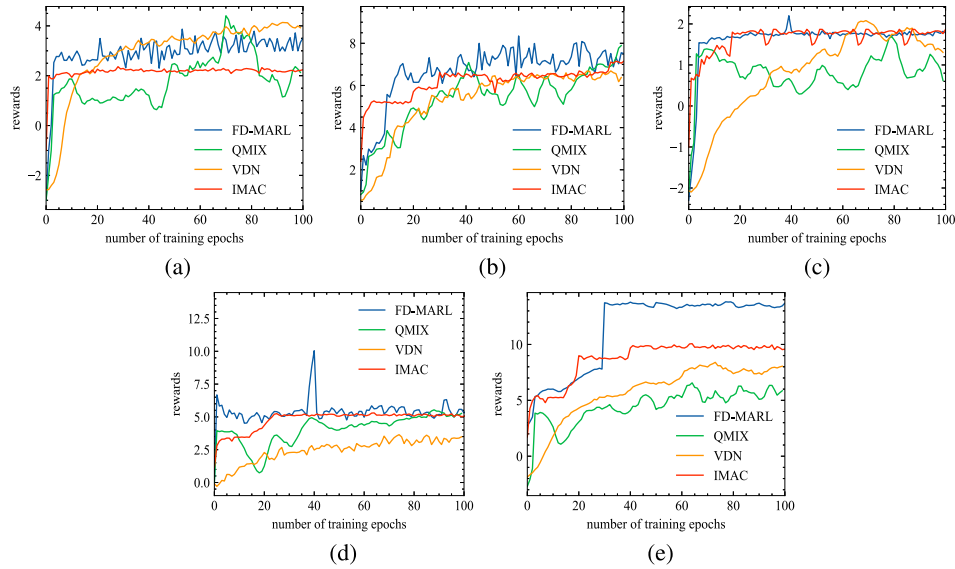 4
2
0
−2
rewards
FD-MARL
QMIX
VDN
IMAC
0 20 40 60 80 100
number of training epochs
(a)
8
6
4
2
rewards
FD-MARL
QMIX
VDN
IMAC
0 20 40 60 80 100
number of training epochs
(b)
2
1
0
−1
−2
rewards
FD-MARL
QMIX
VDN
IMAC
0 20 40 60 80 100
number of training epochs
(c)
12.5
10.0
7.5
5.0
2.5
0.0
rewards
FD-MARL
QMIX
VDN
IMAC
0 20 40 60 80 100
number of training epochs
(d)
10
5
0
rewards
FD-MARL
QMIX
VDN
IMAC
0 20 40 60 80 100
number of training epochs
(e)